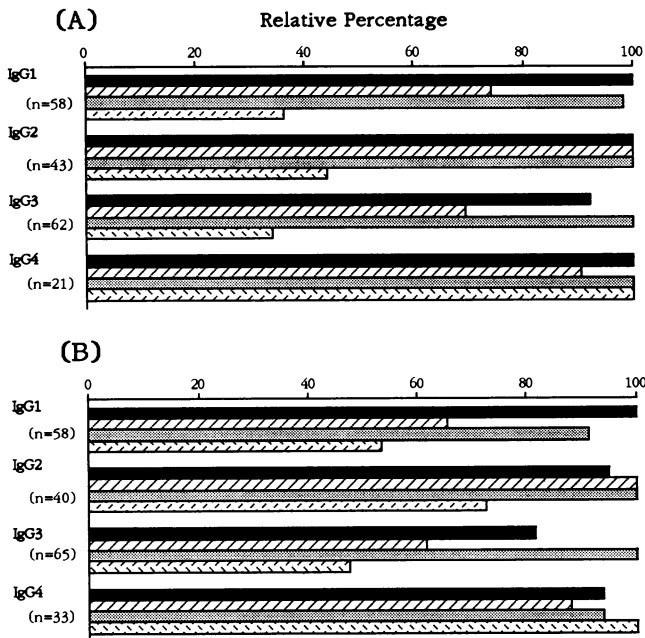 (A) Relative Percentage
0 20 40 60 80 100
IgG1
(n=58)
IgG2
(n=43)
IgG3
(n=62)
IgG4
(n=21)
(B)
0 20 40 60 80 100
IgG1
(n=58)
IgG2
(n=40)
IgG3
(n=65)
IgG4
(n=33)